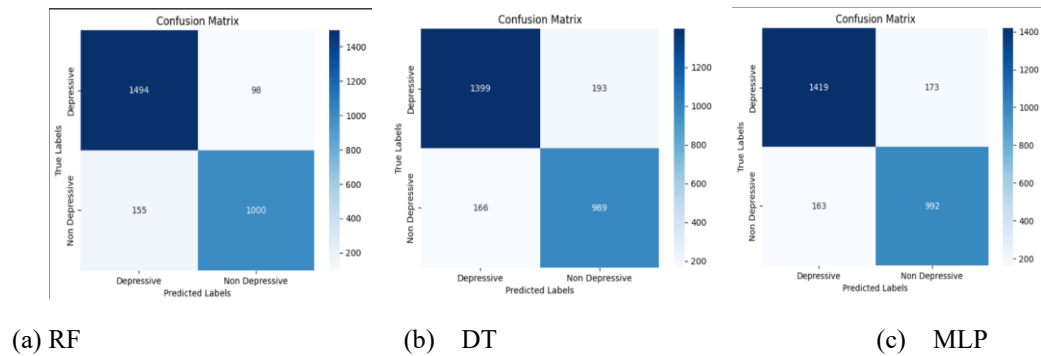 Confusion Matrix
Depressive
Non Depressive
True Labels
1494
98
155
1000
Depressive
Non Depressive
Predicted Labels
1400
1200
1000
800
600
400
200
Confusion Matrix
Depressive
Non Depressive
True Labels
1399
193
166
989
Depressive
Non Depressive
Predicted Labels
1200
1000
800
600
400
200
Confusion Matrix
Depressive
Non Depressive
True Labels
1419
173
163
992
Depressive
Non Depressive
Predicted Labels
1400
1200
1000
800
600
400
200
(a) RF
(b) DT
(c) MLP